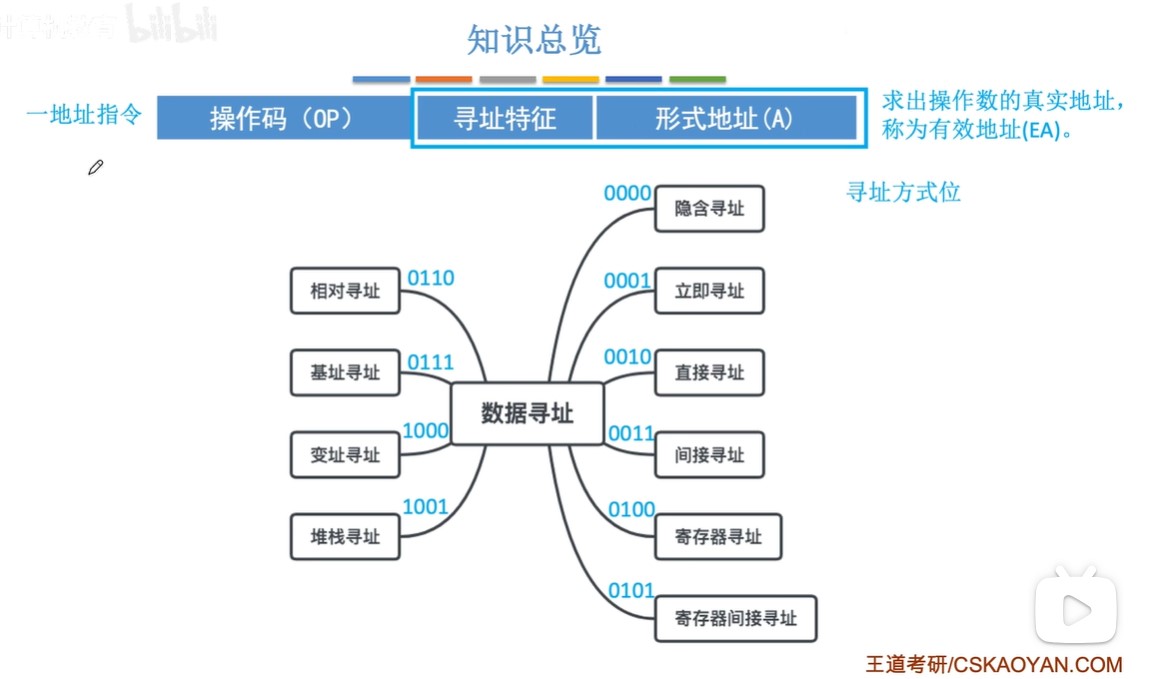 bilibili
知识总览
一地址指令
操作码（OP）
寻址特征
形式地址(A)
求出操作数的真实地址，
称为有效地址(EA)。
寻址方式位
0000
隐含寻址
0001
立即寻址
0010
直接寻址
0011
间接寻址
0100
寄存器寻址
0101
寄存器间接寻址
0110
相对寻址
0111
基址寻址
1000
变址寻址
1001
堆栈寻址
数据寻址
王道考研/CSKAOYAN.COM